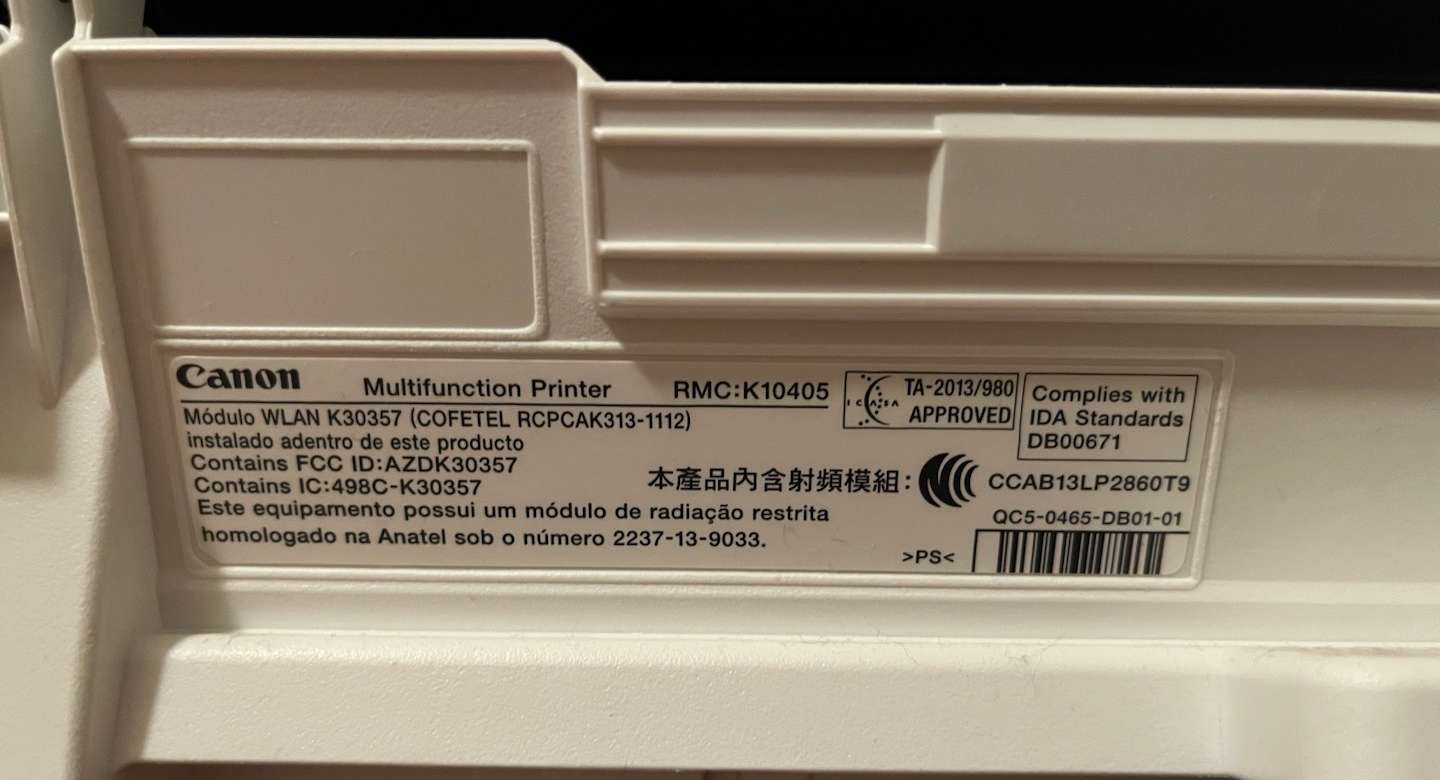 Canon Multifunction Printer RMC:K10405
Módulo WLAN K30357 (COFETEL RCPCAK313-1112)
instalado adentro de este producto
Contains FCC ID:AZDK30357
Contains IC:498C-K30357
Este equipamento possui um módulo de radiação restrita
homologado na Anatel sob o número 2237-13-9033.
ICASA
TA-2013/980
APPROVED
Complies with
IDA Standards
DB00671
本產品內含射頻模組: CCAB13LP2860T9
QC5-0465-DB01-01
>PS<